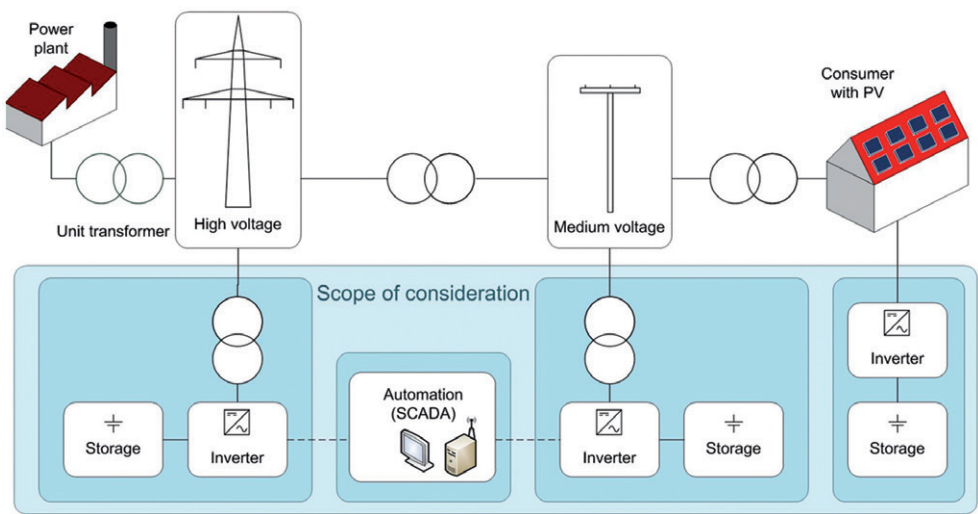 Power
plant
Unit transformer
High voltage
Medium voltage
Consumer
with PV
Scope of consideration
Storage
Inverter
Automation
(SCADA)
Inverter
Storage
Inverter
Storage